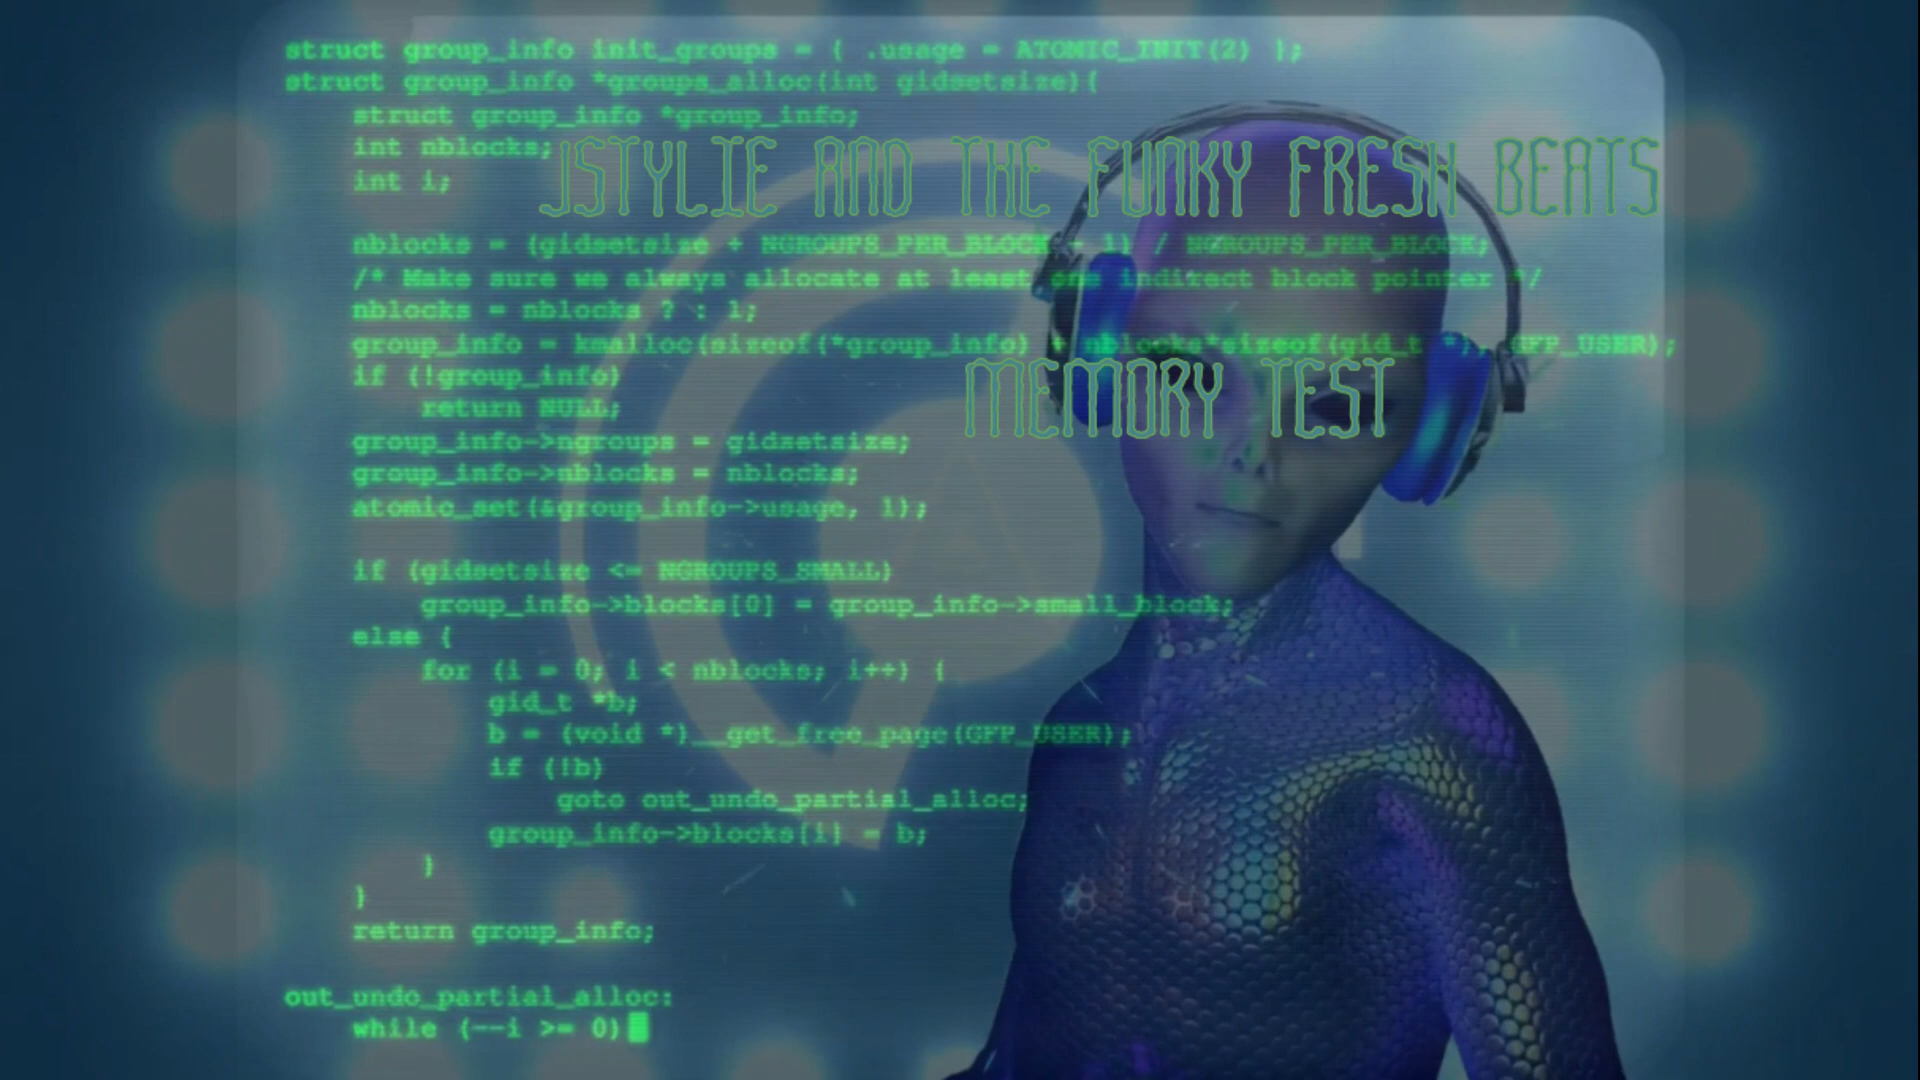 struct group_info init_groups = { .usage = ATOMIC_INIT(2) };
struct group_info *groups_alloc(int gidsetsize){
struct group_info *group_info;
int nblocks;
int i;
JSTYLIE AND THE FUNKY FRESH BEATS
nblocks = (gidsetsize + NGROUPS_PER_BLOCK - 1) / NGROUPS_PER_BLOCK;
/* Make sure we always allocate at least one indirect block pointer */
nblocks = nblocks ? : 1;
group_info = kmalloc(sizeof(*group_info) + nblocks*sizeof(gid_t *), GFP_USER);
if (!group_info)
MEMORY TEST
return NULL;
group_info->ngroups = gidsetsize;
group_info->nblocks = nblocks;
atomic_set(&group_info->usage, 1);
if (gidsetsize <= NGROUPS_SMALL)
group_info->blocks[0] = group_info->small_block;
else {
for (i = 0; i < nblocks; i++) {
gid_t *b;
b = (void *)__get_free_page(GFP_USER);
if (!b)
goto out_undo_partial_alloc;
group_info->blocks[i] = b;
}
}
return group_info;
out_undo_partial_alloc:
while (--i >= 0)